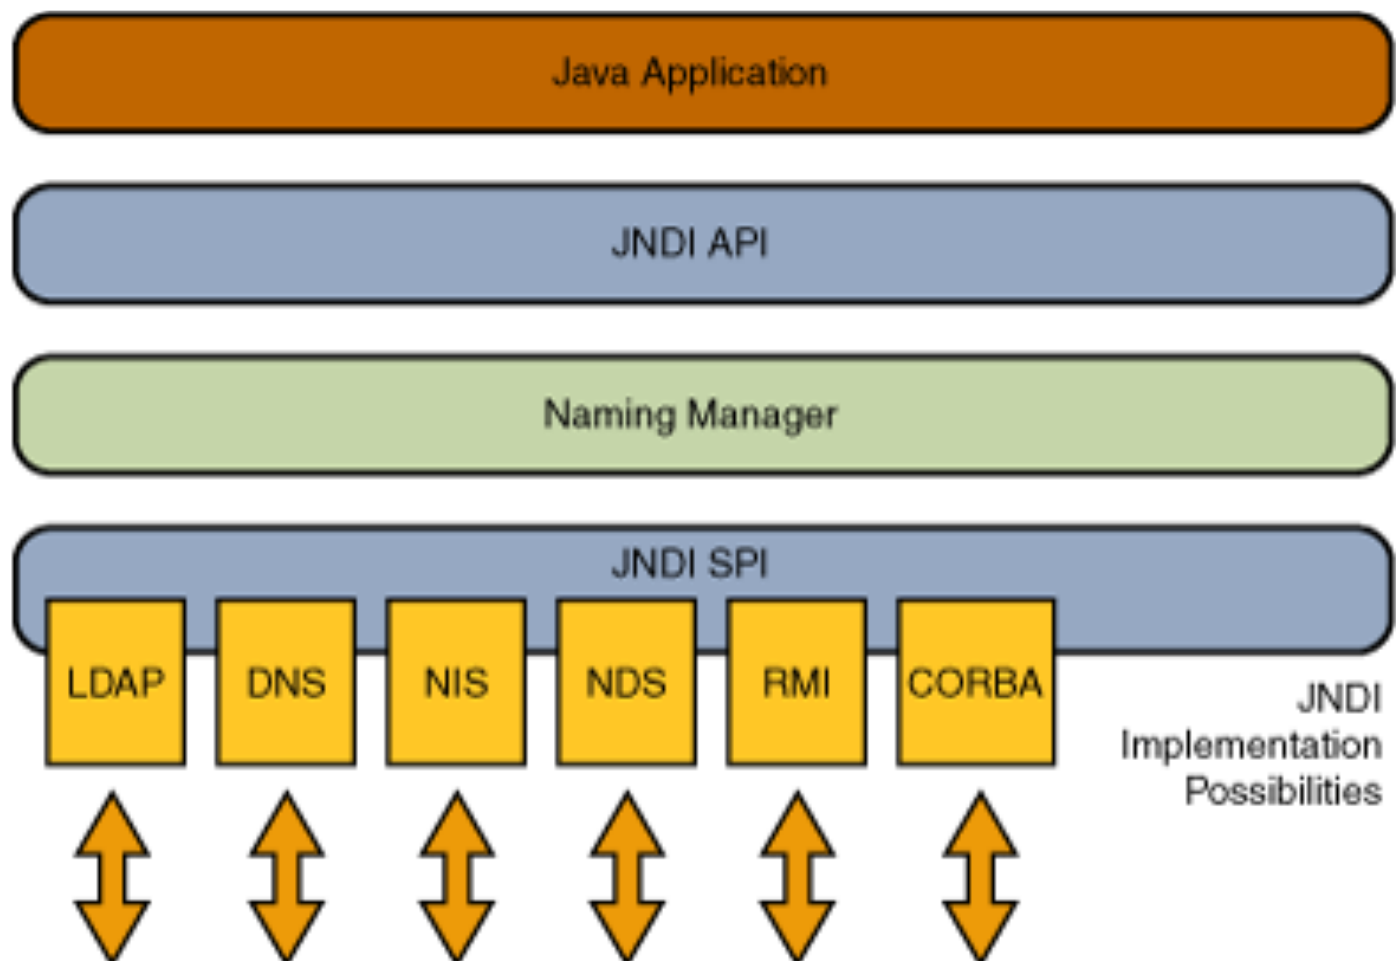 Java Application
JNDI API
Naming Manager
JNDI SPI
LDAP
DNS
NIS
NDS
RMI
CORBA
JNDI
Implementation
Possibilities